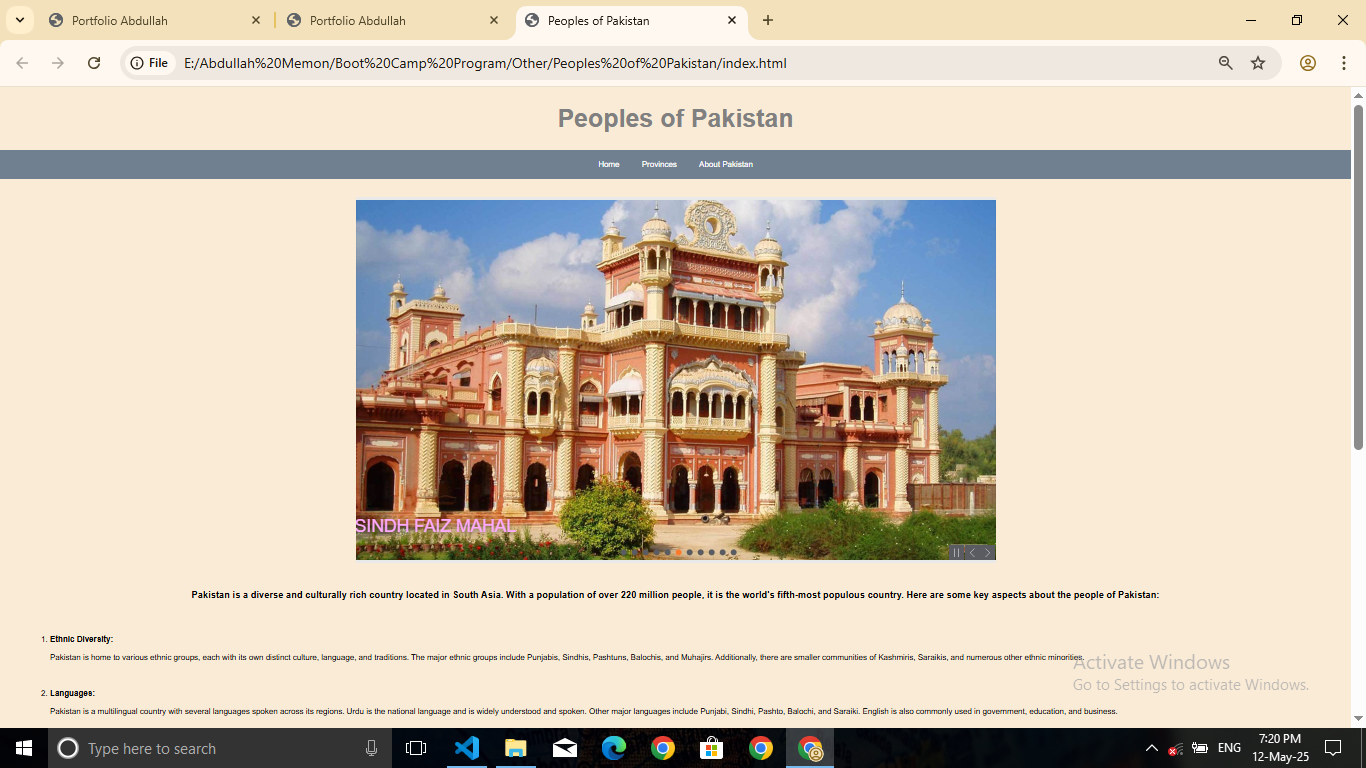 Portfolio Abdullah
Portfolio Abdullah
Peoples of Pakistan
File
E:/Abdullah%20Memon/Boot%20Camp%20Program/Other/Peoples%20of%20Pakistan/index.html
Peoples of Pakistan
Home Provinces About Pakistan
SINDH FAIZ MAHAL
Pakistan is a diverse and culturally rich country located in South Asia. With a population of over 220 million people, it is the world's fifth-most populous country. Here are some key aspects about the people of Pakistan:
1. Ethnic Diversity:
Pakistan is home to various ethnic groups, each with its own distinct culture, language, and traditions. The major ethnic groups include Punjabis, Sindhis, Pashtuns, Balochis, and Muhajirs. Additionally, there are smaller communities of Kashmiris, Saraikis, and numerous other ethnic minorities.
Activate Windows
Go to Settings to activate Windows.
2. Languages:
Pakistan is a multilingual country with several languages spoken across its regions. Urdu is the national language and is widely understood and spoken. Other major languages include Punjabi, Sindhi, Pashto, Balochi, and Saraiki. English is also commonly used in government, education, and business.
Type here to search
ENG
7:20 PM
12-May-25